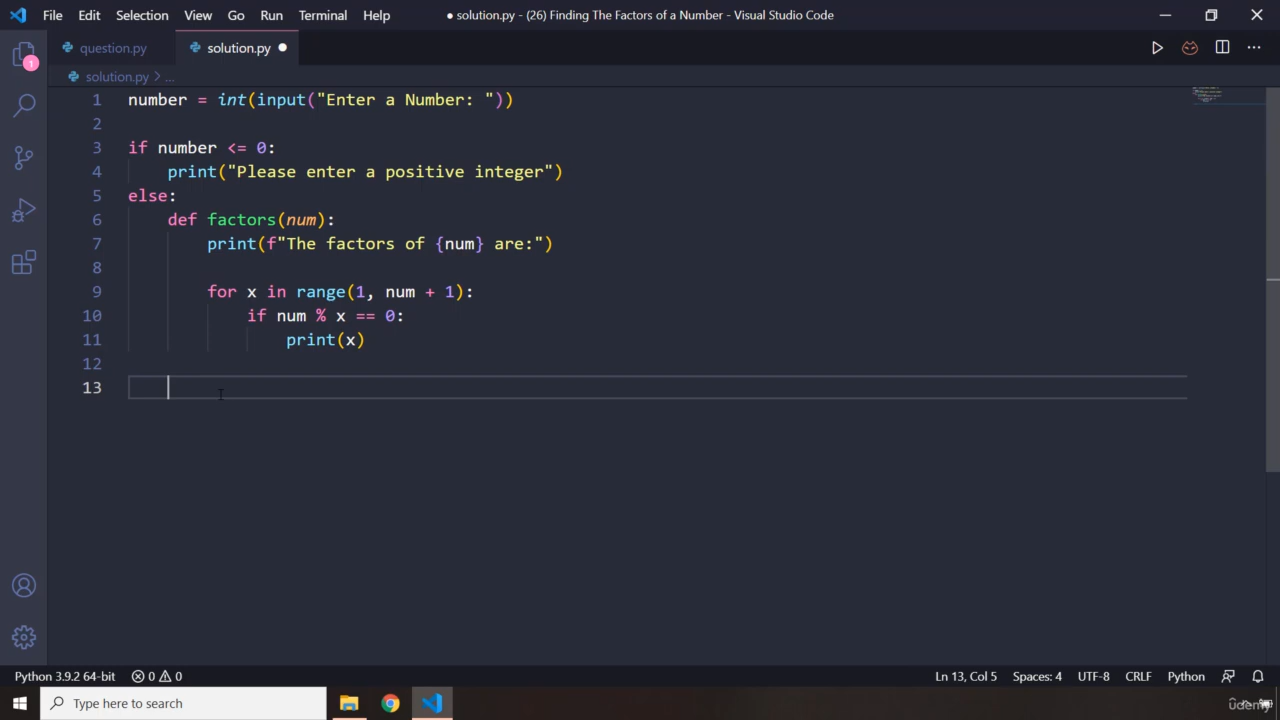 File Edit Selection View Go Run Terminal Help ● solution.py - (26) Finding The Factors of a Number - Visual Studio Code
question.py solution.py ●
solution.py > ...
1 number = int(input("Enter a Number: "))
2
3 if number <= 0:
4 print("Please enter a positive integer")
5 else:
6 def factors(num):
7 print(f"The factors of {num} are:")
8
9 for x in range(1, num + 1):
10 if num % x == 0:
11 print(x)
12
13
1
Python 3.9.2 64-bit 0 0 Ln 13, Col 5 Spaces: 4 UTF-8 CRLF Python
Type here to search
Udemy